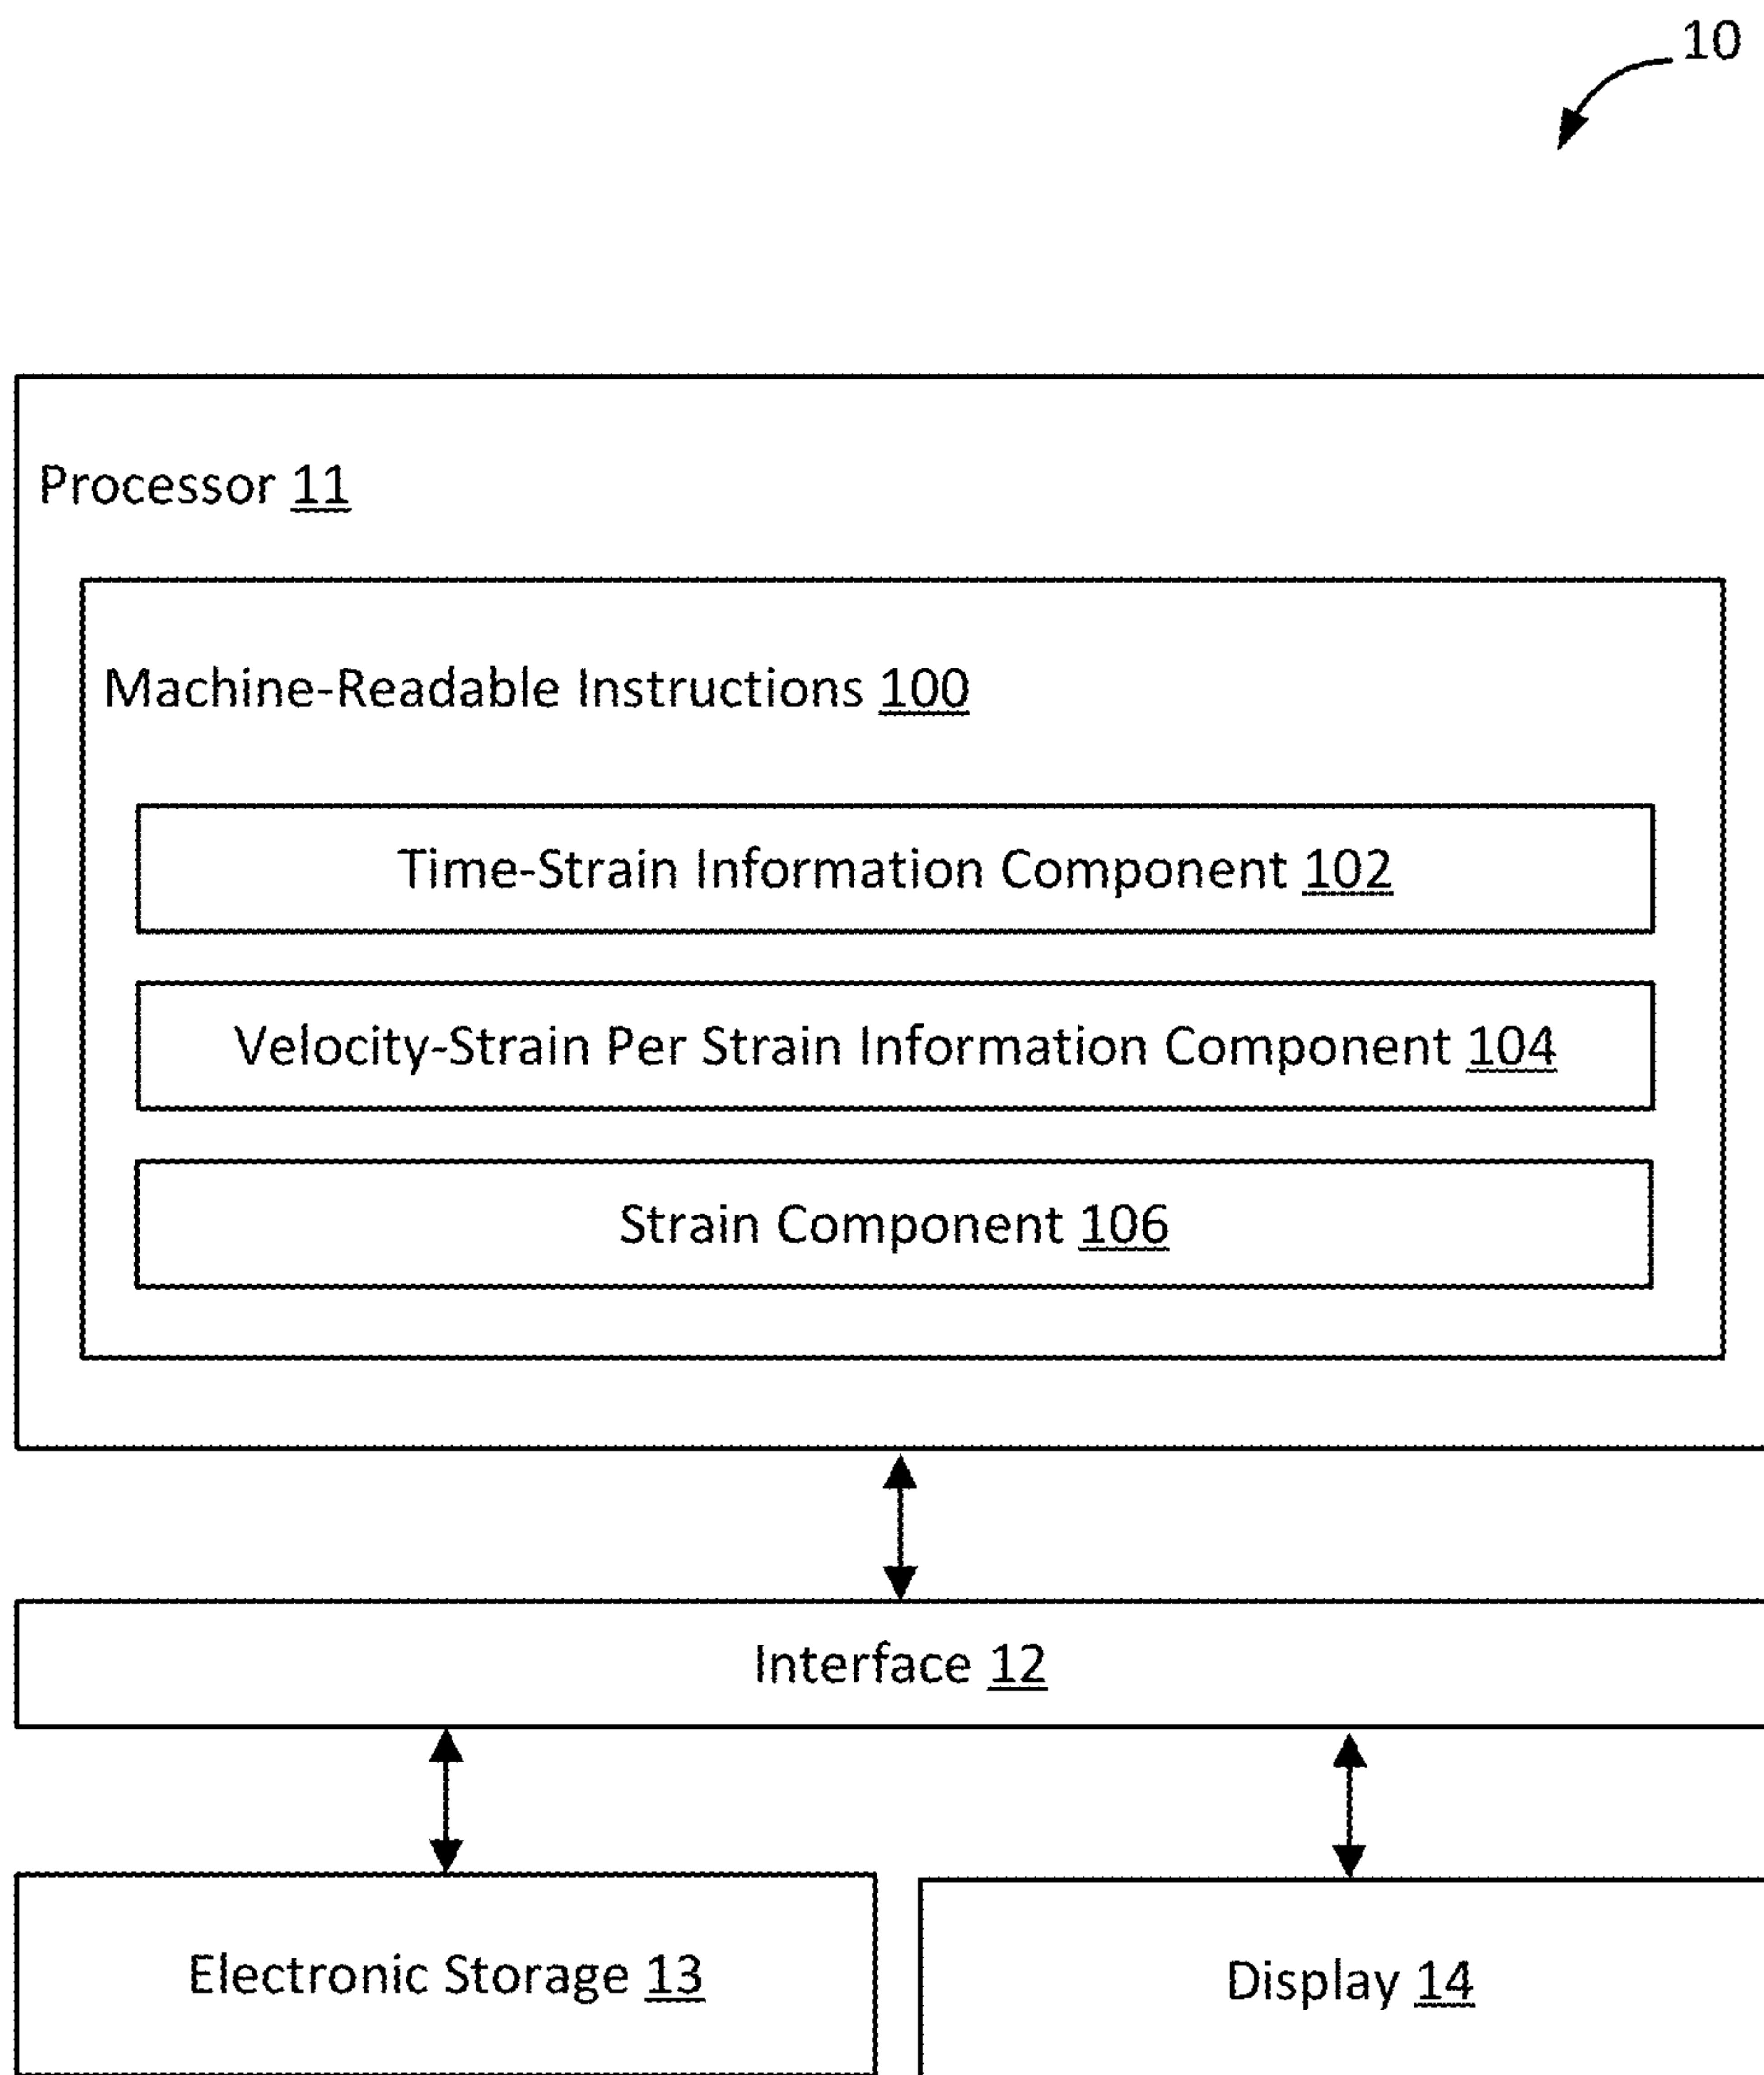 10
Processor 11
Machine-Readable Instructions 100
Time-Strain Information Component 102
Velocity-Strain Per Strain Information Component 104
Strain Component 106
Interface 12
Electronic Storage 13
Display 14